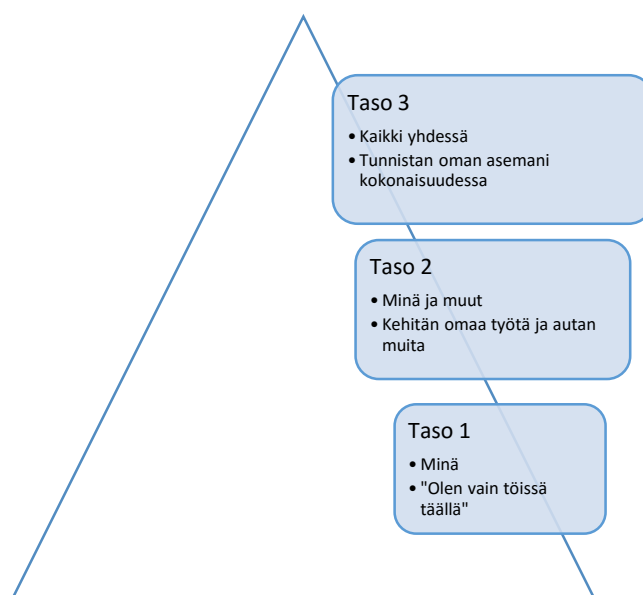 Taso 3
• Kaikki yhdessä
• Tunnistan oman asemani
kokonaisuudessa
Taso 2
• Minä ja muut
• Kehitän omaa työtä ja autan
muita
Taso 1
• Minä
• "Olen vain töissä
täällä"